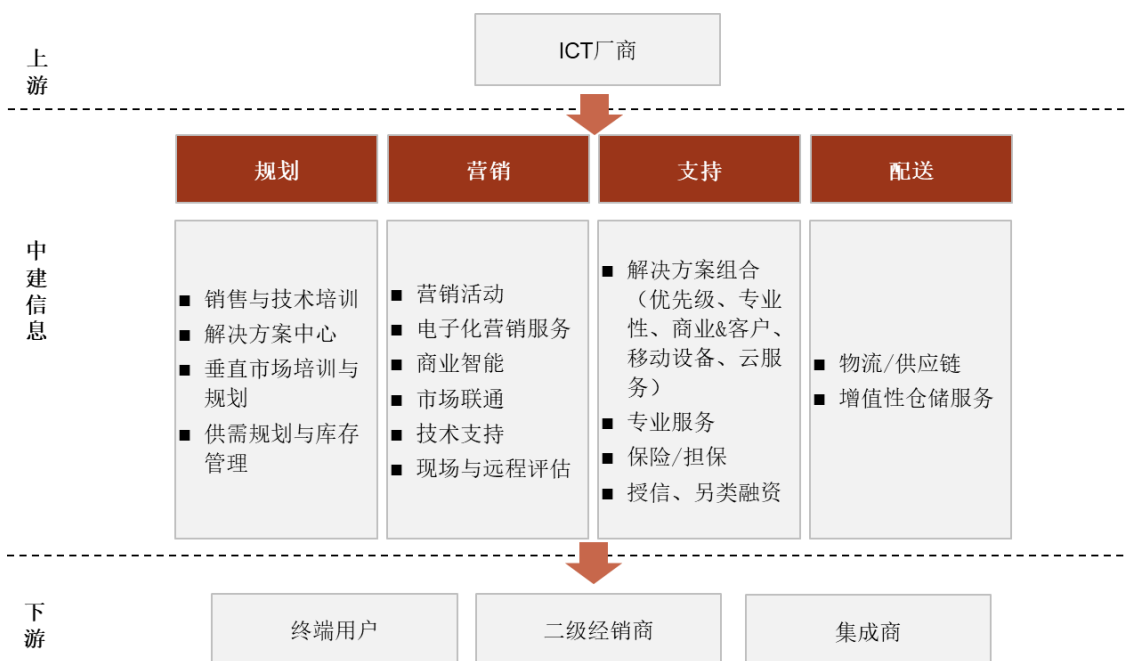 上游
ICT厂商
中建信息
规划
营销
支持
配送
■ 销售与技术培训
■ 解决方案中心
■ 垂直市场培训与
规划
■ 供需规划与库存
管理
■ 营销活动
■ 电子化营销服务
■ 商业智能
■ 市场联通
■ 技术支持
■ 现场与远程评估
■ 解决方案组合
（优先级、专业
性、商业&客户、
移动设备、云服
务）
■ 专业服务
■ 保险/担保
■ 授信、另类融资
■ 物流/供应链
■ 增值性仓储服务
下游
终端用户
二级经销商
集成商